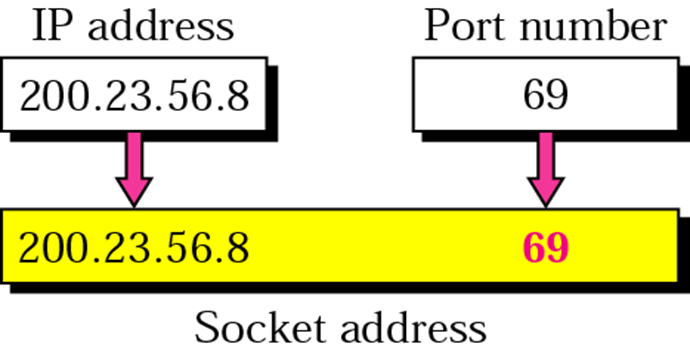 IP address Port number
200.23.56.8 69
200.23.56.8 69
Socket address